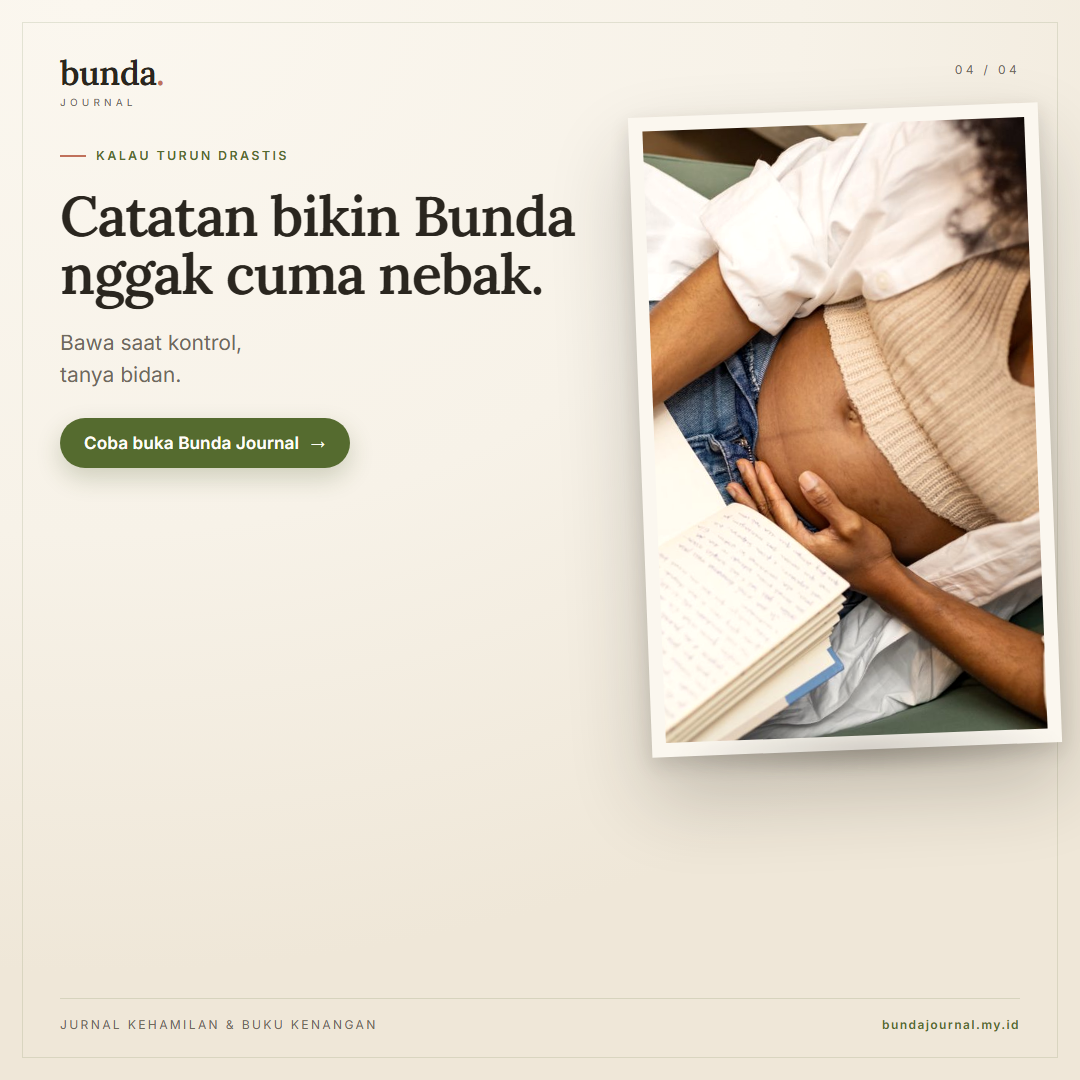 bunda.
JOURNAL
04 / 04
KALAU TURUN DRASTIS
Catatan bikin Bunda
nggak cuma nebak.
Bawa saat kontrol,
tanya bidan.
Coba buka Bunda Journal →
JURNAL KEHAMILAN & BUKU KENANGAN
bundajournal.my.id